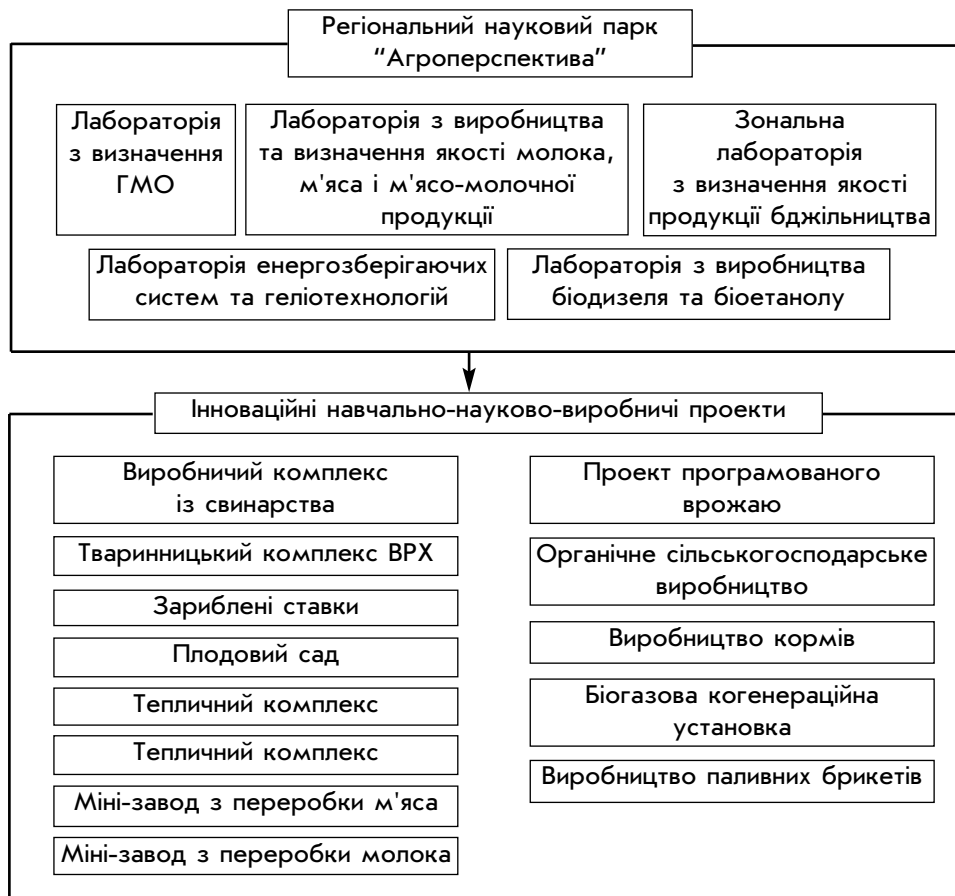 Регіональний науковий парк
“Агроперспектива”
Лабораторія
з визначення
ГМО
Лабораторія з виробництва
та визначення якості молока,
м'яса і м'ясо-молочної
продукції
Зональна
лабораторія
з визначення якості
продукції бджільництва
Лабораторія енергозберігаючих
систем та геліотехнологій
Лабораторія з виробництва
біодизеля та біоетанолу
Інноваційні навчально-науково-виробничі проекти
Виробничий комплекс
із свинарства
Тваринницький комплекс ВРХ
Зариблені ставки
Плодовий сад
Тепличний комплекс
Тепличний комплекс
Міні-завод з переробки м'яса
Міні-завод з переробки молока
Проект програмованого
врожаю
Органічне сільськогосподарське
виробництво
Виробництво кормів
Біогазова когенераційна
установка
Виробництво паливних брикетів